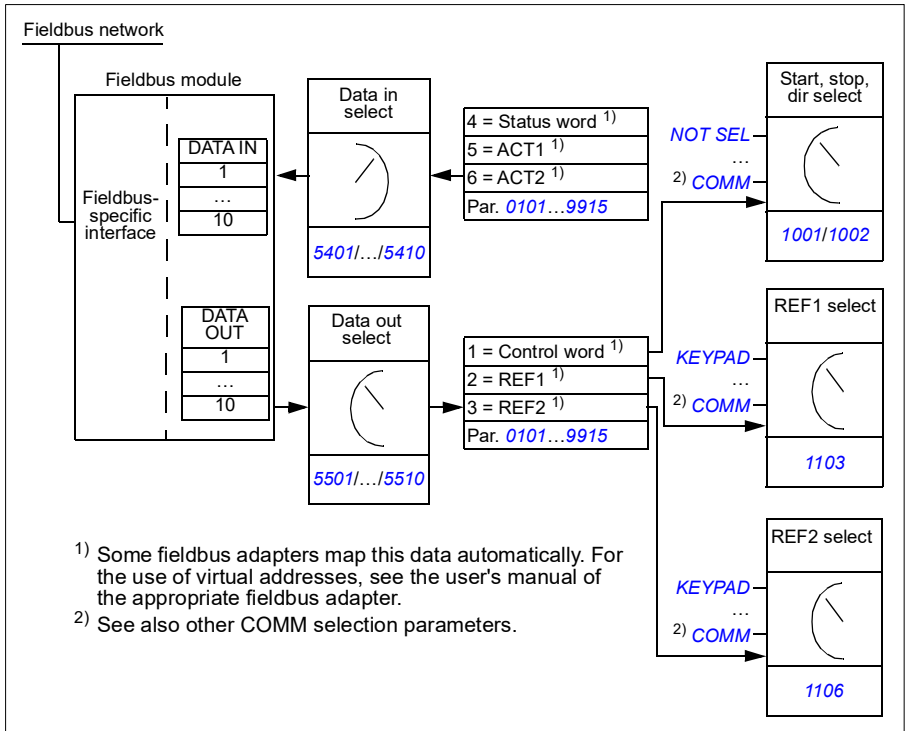 Fieldbus network
Fieldbus module
Fieldbus-
specific
interface
DATA IN
1
…
10
DATA
OUT
1
…
10
Data in
select
5401/…/5410
4 = Status word 1)
5 = ACT1 1)
6 = ACT2 1)
Par. 0101…9915
Data out
select
5501/…/5510
1 = Control word 1)
2 = REF1 1)
3 = REF2 1)
Par. 0101…9915
Start, stop,
dir select
NOT SEL
…
2) COMM
1001/1002
REF1 select
KEYPAD
…
2) COMM
1103
REF2 select
KEYPAD
…
2) COMM
1106
1) Some fieldbus adapters map this data automatically. For
the use of virtual addresses, see the user's manual of
the appropriate fieldbus adapter.
2) See also other COMM selection parameters.